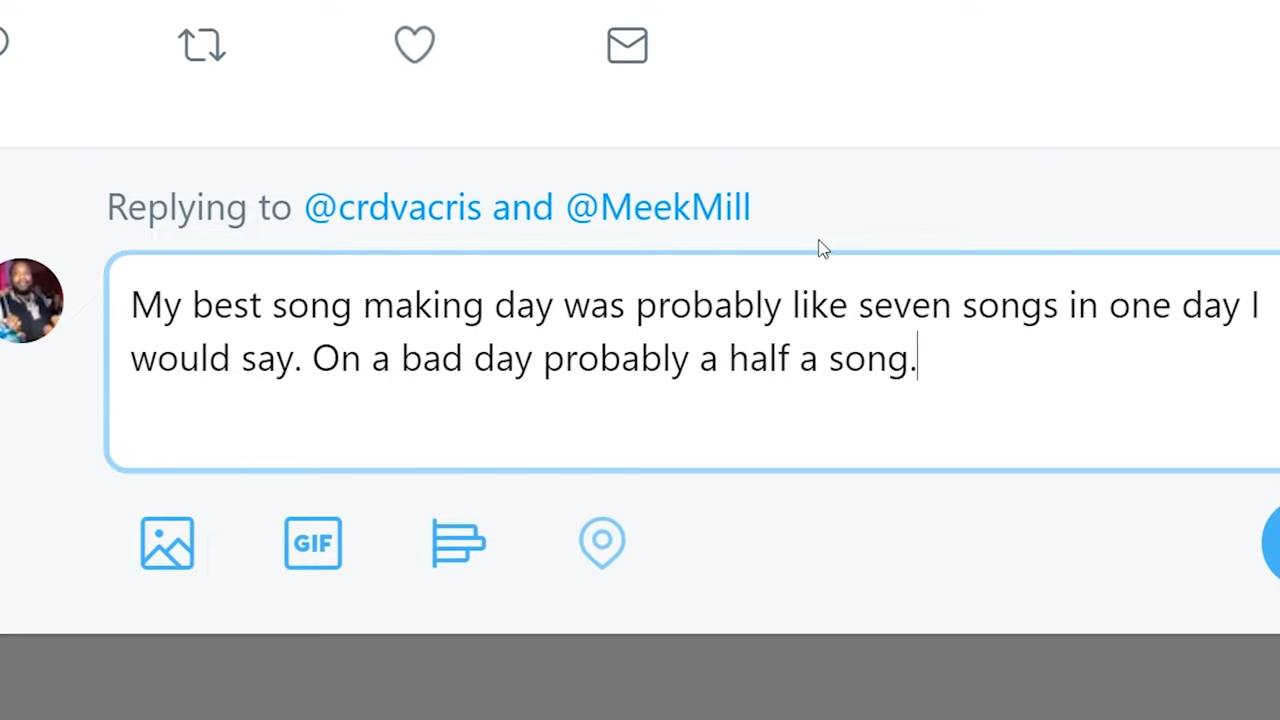 Replying to @crdvacris and @MeekMill
My best song making day was probably like seven songs in one day I
would say. On a bad day probably a half a song.
GIF